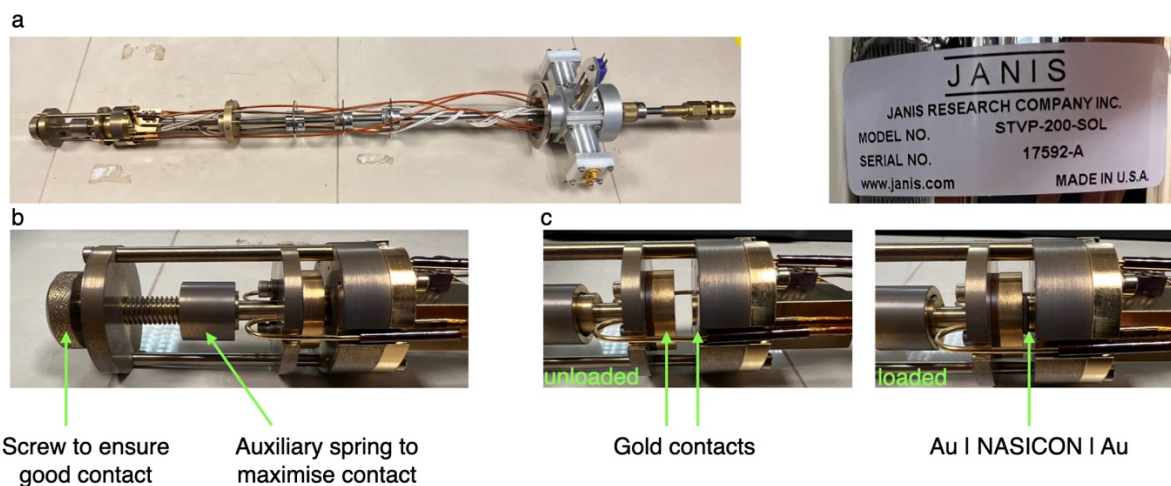 a
JANIS
JANIS RESEARCH COMPANY INC.
MODEL NO. STVP-200-SOL
SERIAL NO. 17592-A
www.janis.com MADE IN U.S.A.
b
c
unloaded
loaded
Screw to ensure
good contact
Auxiliary spring to
maximise contact
Gold contacts
Au | NASICON | Au